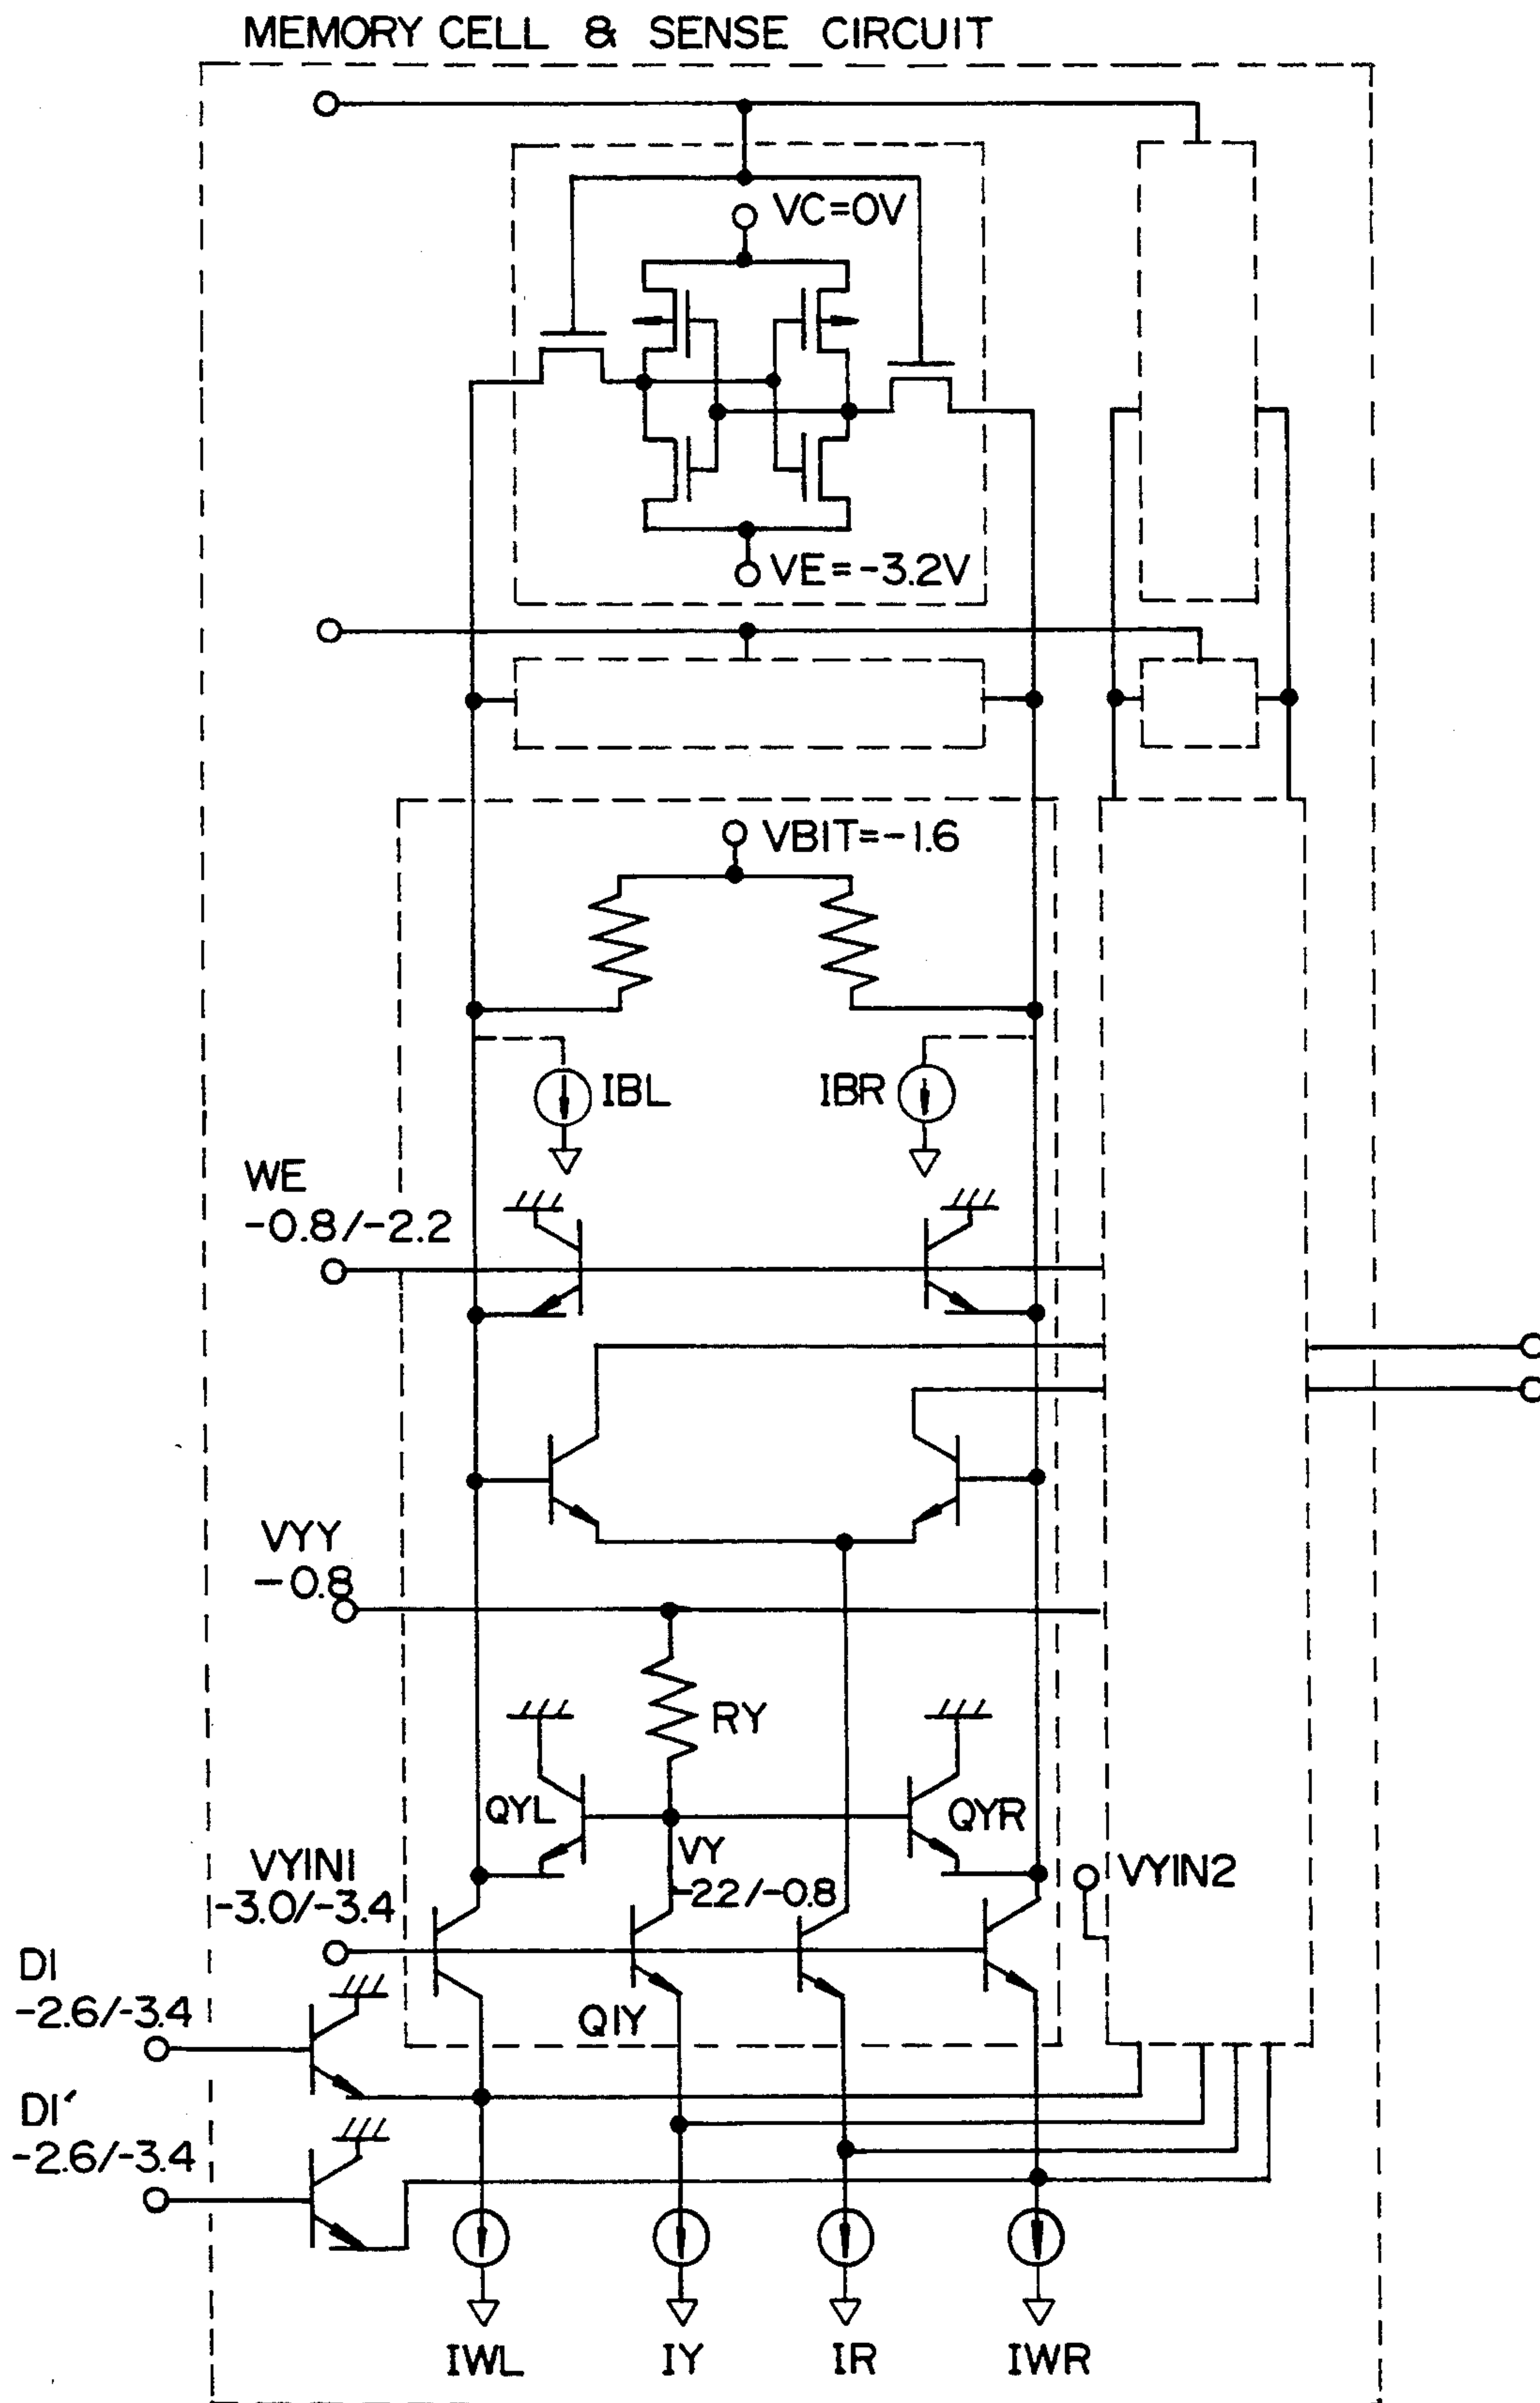 MEMORY CELL & SENSE CIRCUIT
VC=0V
VE=-3.2V
VBIT=-1.6
IBL
IBR
WE
-0.8/-2.2
VYY
-0.8
RY
QYL
QYR
VY
-2.2/-0.8
VYIN1
-3.0/-3.4
VYIN2
DI
-2.6/-3.4
QIY
DI′
-2.6/-3.4
IWL
IY
IR
IWR